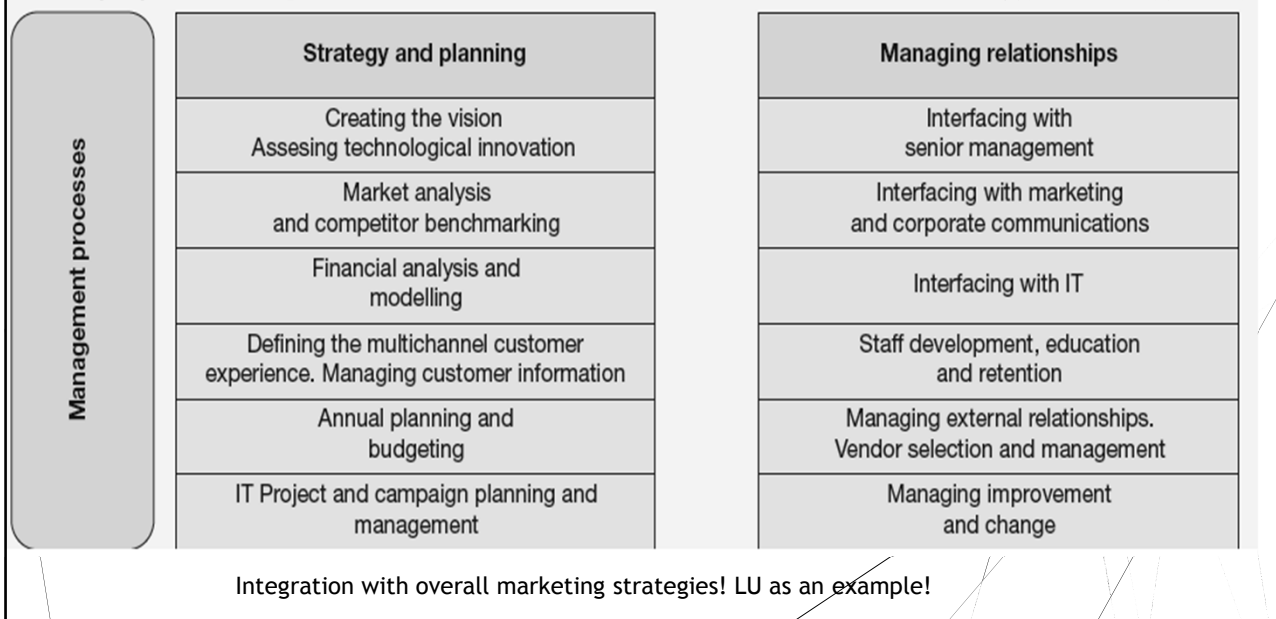 Management processes
Strategy and planning
Creating the vision
Assesing technological innovation
Market analysis
and competitor benchmarking
Financial analysis and
modelling
Defining the multichannel customer
experience. Managing customer information
Annual planning and
budgeting
IT Project and campaign planning and
management
Managing relationships
Interfacing with
senior management
Interfacing with marketing
and corporate communications
Interfacing with IT
Staff development, education
and retention
Managing external relationships.
Vendor selection and management
Managing improvement
and change
Integration with overall marketing strategies! LU as an example!